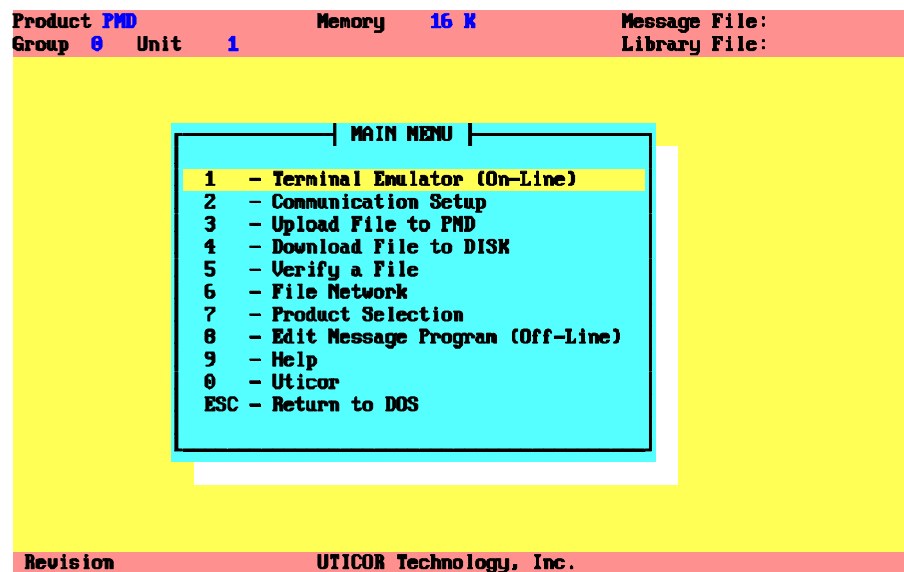 Product PMD Memory 16 K Message File:
Group 0 Unit 1 Library File:
MAIN MENU
1 - Terminal Emulator (On-Line)
2 - Communication Setup
3 - Upload File to PMD
4 - Download File to DISK
5 - Verify a File
6 - File Network
7 - Product Selection
8 - Edit Message Program (Off-Line)
9 - Help
0 - Uticor
ESC - Return to DOS
Revision UTICOR Technology, Inc.